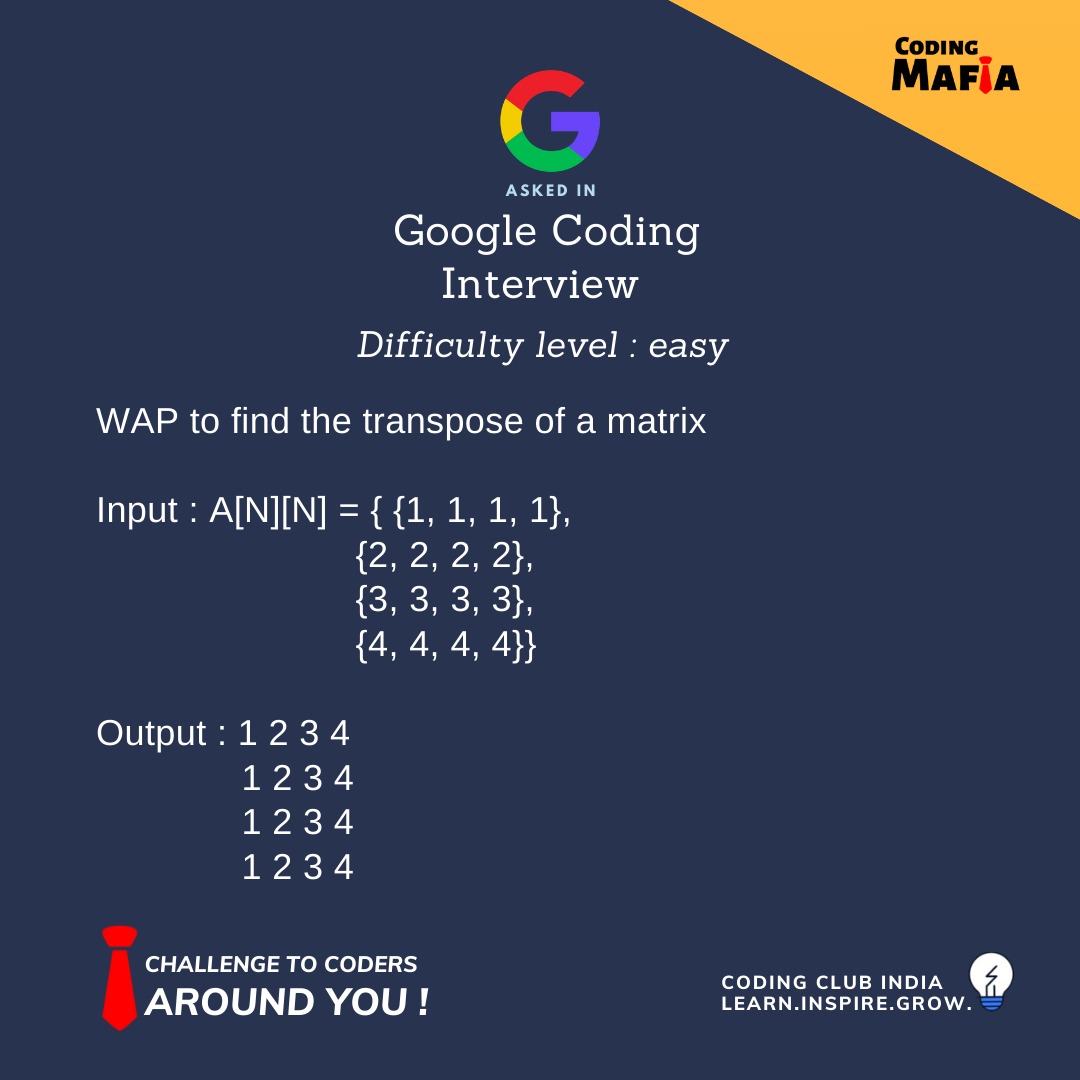 CODING
MAFIA
ASKED IN
Google Coding
Interview
Difficulty level : easy
WAP to find the transpose of a matrix
Input : A[N][N] = { {1, 1, 1, 1},
{2, 2, 2, 2},
{3, 3, 3, 3},
{4, 4, 4, 4}}
Output : 1 2 3 4
1 2 3 4
1 2 3 4
1 2 3 4
CHALLENGE TO CODERS
AROUND YOU !
CODING CLUB INDIA
LEARN.INSPIRE.GROW.